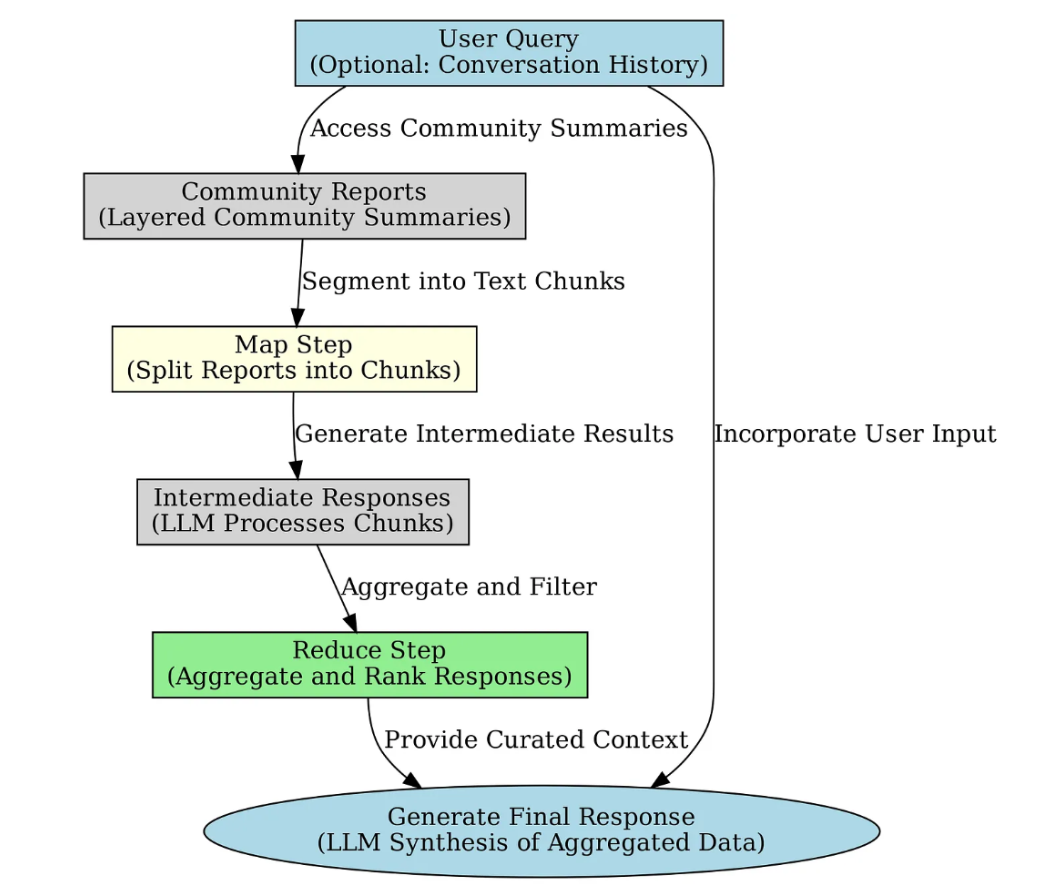 User Query
(Optional: Conversation History)
Access Community Summaries
Community Reports
(Layered Community Summaries)
Segment into Text Chunks
Map Step
(Split Reports into Chunks)
Generate Intermediate Results
Incorporate User Input
Intermediate Responses
(LLM Processes Chunks)
Aggregate and Filter
Reduce Step
(Aggregate and Rank Responses)
Provide Curated Context
Generate Final Response
(LLM Synthesis of Aggregated Data)